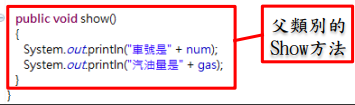 public void show()
{
System.out.println("車號是" + num);
System.out.println("汽油量是" + gas);
}
}
父類別的
Show方法